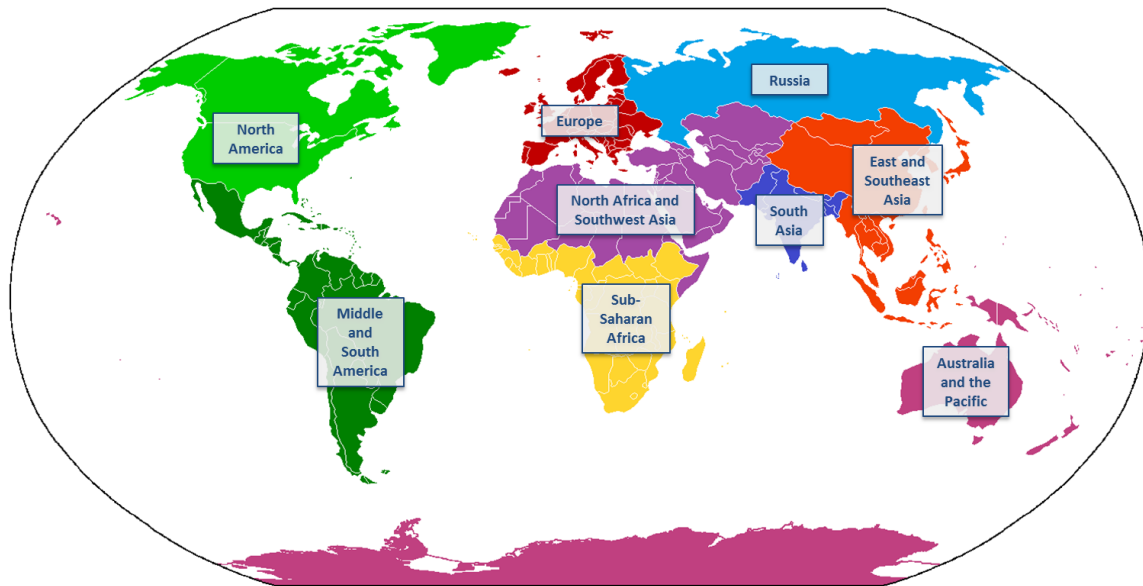 North
America
Europe
Russia
East and
Southeast
Asia
North Africa and
Southwest Asia
South
Asia
Sub-
Saharan
Africa
Middle
and
South
America
Australia
and the
Pacific